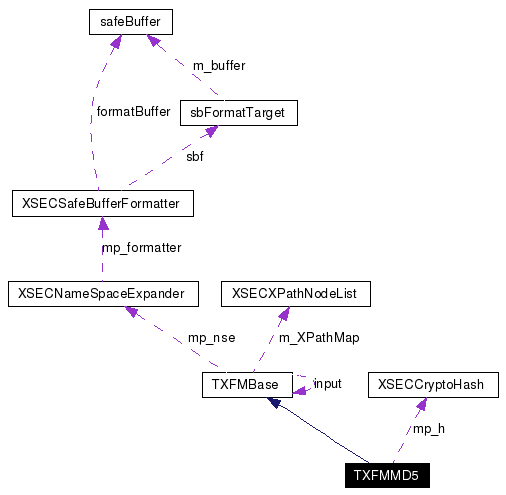 safeBuffer
m_buffer
formatBuffer
sbFormatTarget
sbf
XSECSafeBufferFormatter
mp_formatter
XSECNameSpaceExpander
XSECXPathNodeList
mp_nse
m_XPathMap
TXFMBase
input
XSECCryptoHash
mp_h
TXFMMD5